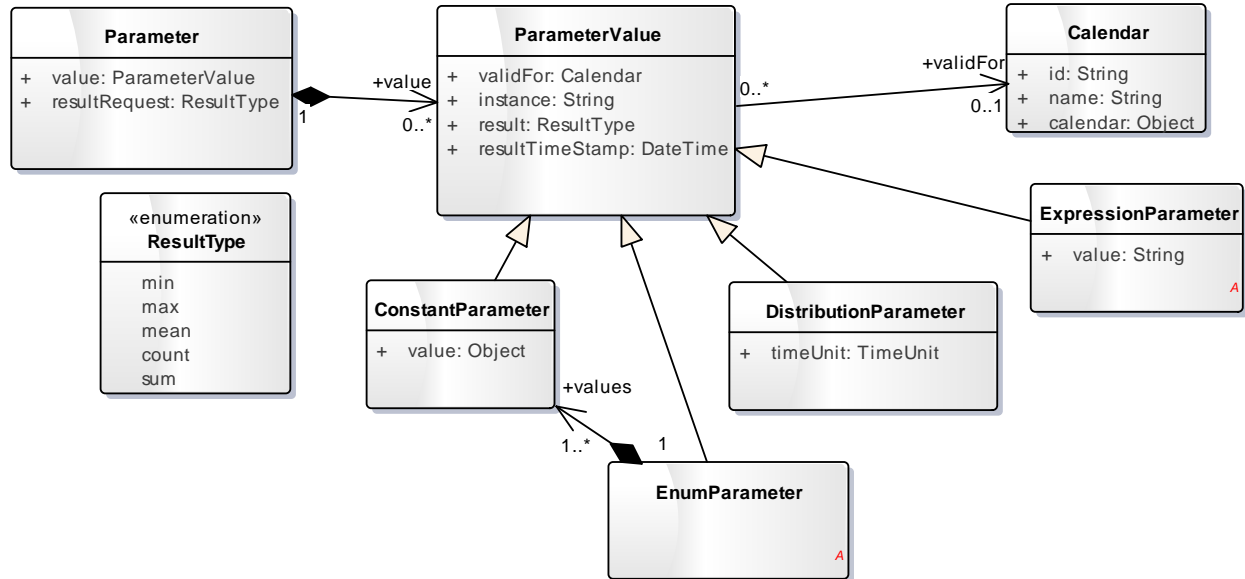 Parameter
+ value: ParameterValue
+ resultRequest: ResultType
1
+value
0..*
ParameterValue
+ validFor: Calendar
+ instance: String
+ result: ResultType
+ resultTimeStamp: DateTime
0..*
+validFor
0..1
Calendar
+ id: String
+ name: String
+ calendar: Object
«enumeration»
ResultType
min
max
mean
count
sum
ExpressionParameter
+ value: String
A
ConstantParameter
+ value: Object
DistributionParameter
+ timeUnit: TimeUnit
+values
1..*
1
EnumParameter
A